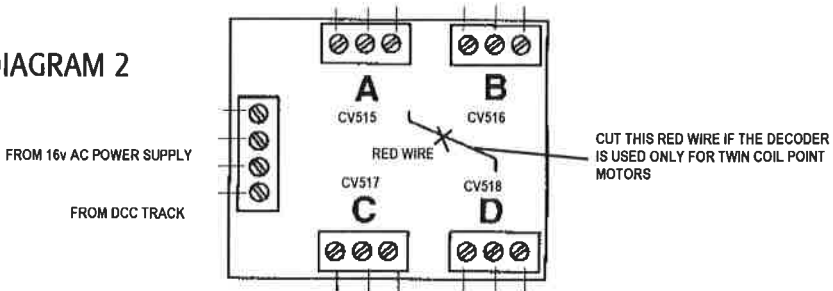 DIAGRAM 2
A
B
CV515
CV516
RED WIRE
CUT THIS RED WIRE IF THE DECODER
IS USED ONLY FOR TWIN COIL POINT
MOTORS
FROM 16v AC POWER SUPPLY
FROM DCC TRACK
CV517
CV518
C
D